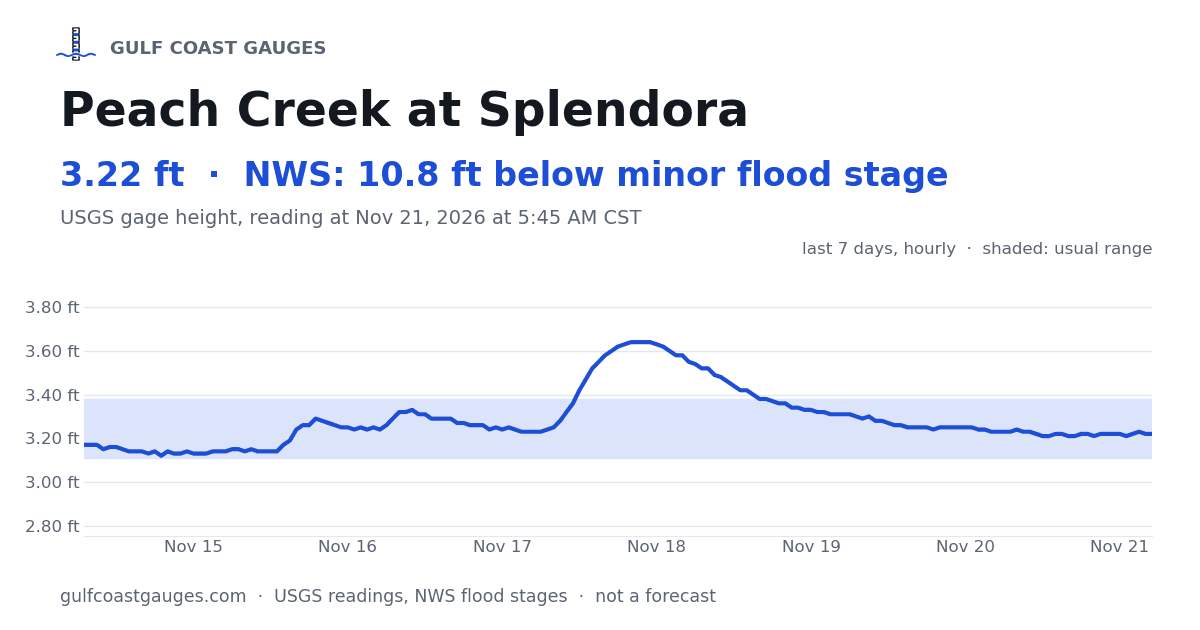 GULF COAST GAUGES
Peach Creek at Splendora
3.22 ft · NWS: 10.8 ft below minor flood stage
USGS gage height, reading at Nov 21, 2026 at 5:45 AM CST
last 7 days, hourly · shaded: usual range
3.80 ft
3.60 ft
3.40 ft
3.20 ft
3.00 ft
2.80 ft
Nov 15 Nov 16 Nov 17 Nov 18 Nov 19 Nov 20 Nov 21
gulfcoastgauges.com · USGS readings, NWS flood stages · not a forecast